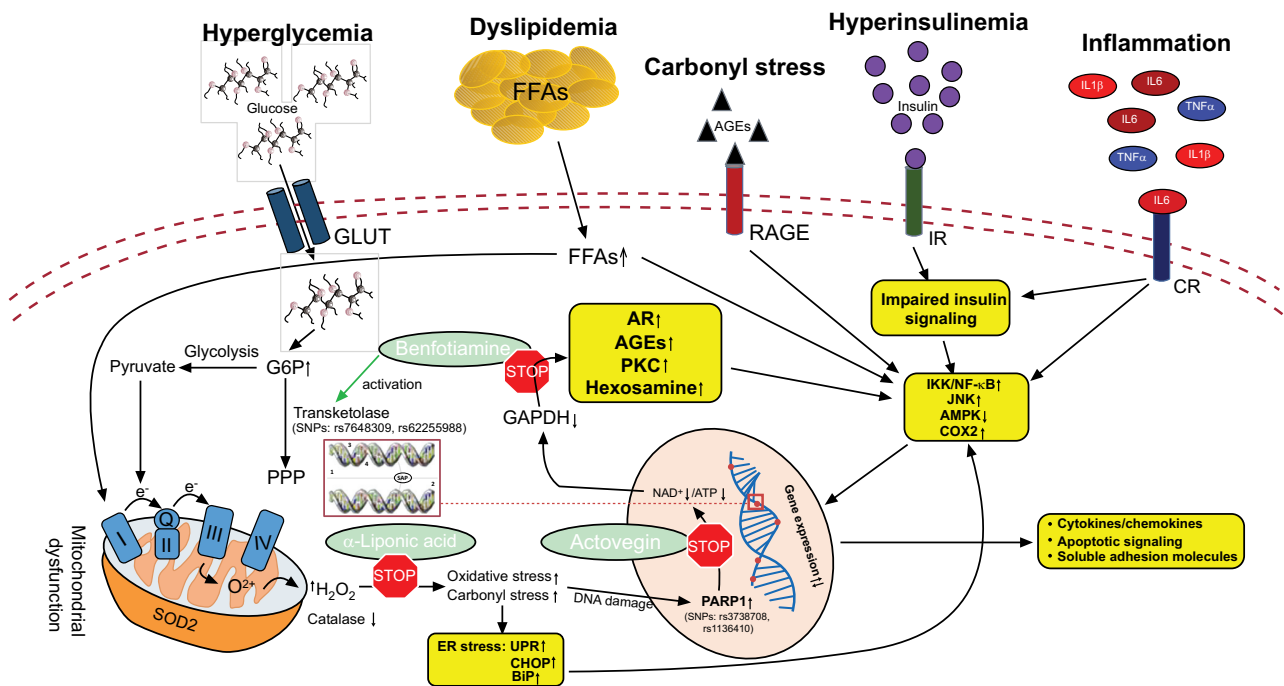 Hyperglycemia
Dyslipidemia
Carbonyl stress
Hyperinsulinemia
Inflammation
Glucose
FFAs
AGEs
Insulin
IL1β
IL6
IL6
TNFα
TNFα
IL1β
IL6
GLUT
FFAs↑
RAGE
IR
CR
Impaired insulin
signaling
AR↑
AGEs↑
PKC↑
Hexosamine↑
Benfotiamine
STOP
Pyruvate
Glycolysis
G6P↑
activation
Transketolase
(SNPs: rs7648309, rs62255988)
GAPDH↓
IKK/NF-κB↑
JNK↑
AMPK↓
COX2↑
PPP
3
4
1
SAP
2
NAD+↓/ATP↓
Gene expression↑↓
e-
e-
I
Q
II
III
IV
Mitochondrial
dysfunction
O2+
SOD2
↑H2O2
Catalase ↓
α-Liponic acid
STOP
Oxidative stress↑
Carbonyl stress↑
DNA damage
Actovegin
STOP
PARP1↑
(SNPs: rs3738708,
rs1136410)
• Cytokines/chemokines
• Apoptotic signaling
• Soluble adhesion molecules
ER stress: UPR↑
CHOP↑
BiP↑